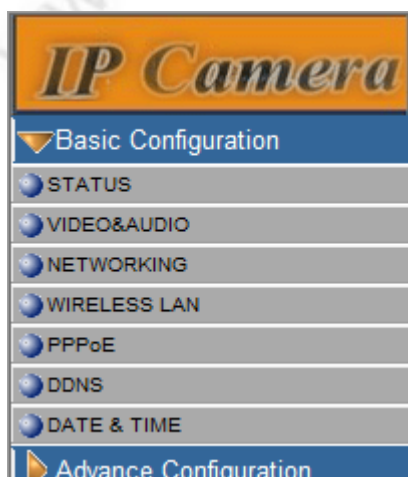 IP Camera
Basic Configuration
STATUS
VIDEO&AUDIO
NETWORKING
WIRELESS LAN
PPPoE
DDNS
DATE & TIME
Advance Configuration